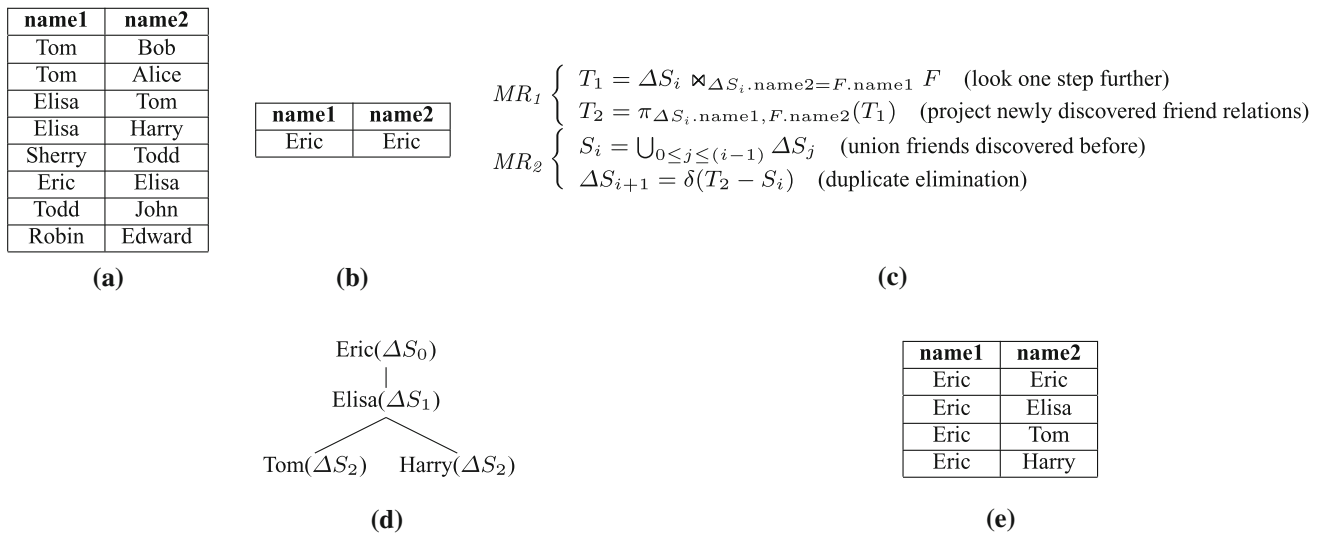 name1 name2
Tom Bob
Tom Alice
Elisa Tom
Elisa Harry
Sherry Todd
Eric Elisa
Todd John
Robin Edward
(a)
name1 name2
Eric Eric
(b)
MR₁ { T₁ = ΔSᵢ ⋈ΔSᵢ.name2=F.name1 F (look one step further)
T₂ = πΔSᵢ.name1,F.name2(T₁) (project newly discovered friend relations)
MR₂ { Sᵢ = ⋃0≤j≤(i−1) ΔSⱼ (union friends discovered before)
ΔSᵢ₊₁ = δ(T₂ − Sᵢ) (duplicate elimination)
(c)
Eric(ΔS₀)
Elisa(ΔS₁)
Tom(ΔS₂) Harry(ΔS₂)
(d)
name1 name2
Eric Eric
Eric Elisa
Eric Tom
Eric Harry
(e)